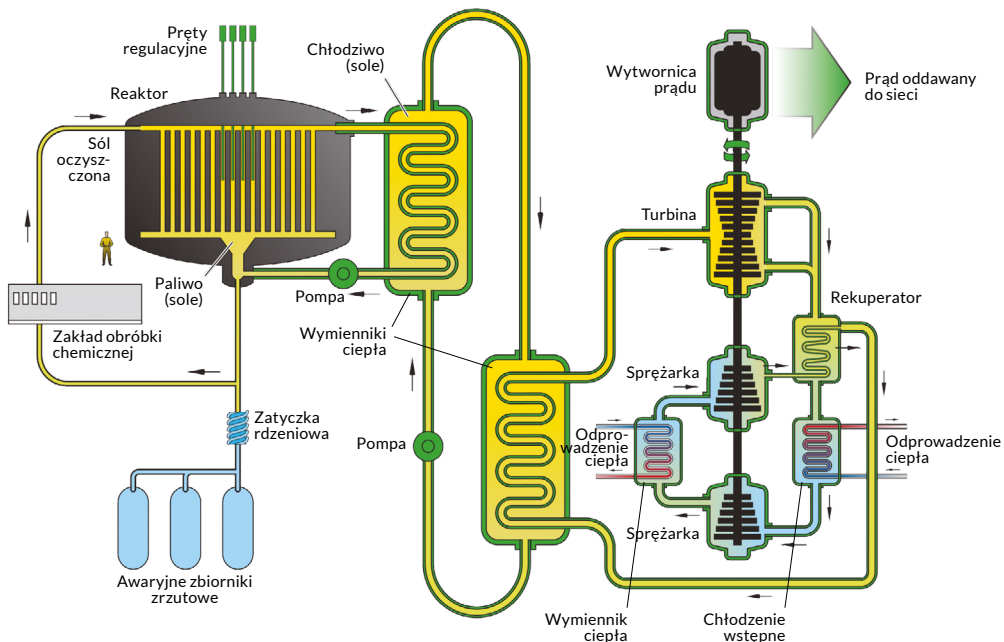 Pręty
regulacyjne
Reaktor
Sól
oczysz-
czona
Chłodziwo
(sole)
Paliwo
(sole)
Pompa
Zakład obróbki
chemicznej
Wymienniki
ciepła
Zatyczka
rdzeniowa
Pompa
Awaryjne zbiorniki
zrzutowe
Wytwornica
prądu
Prąd oddawany
do sieci
Turbina
Rekuperator
Sprężarka
Odpro-
wadzenie
ciepła
Odprowadzenie
ciepła
Sprężarka
Wymiennik
ciepła
Chłodzenie
wstępne